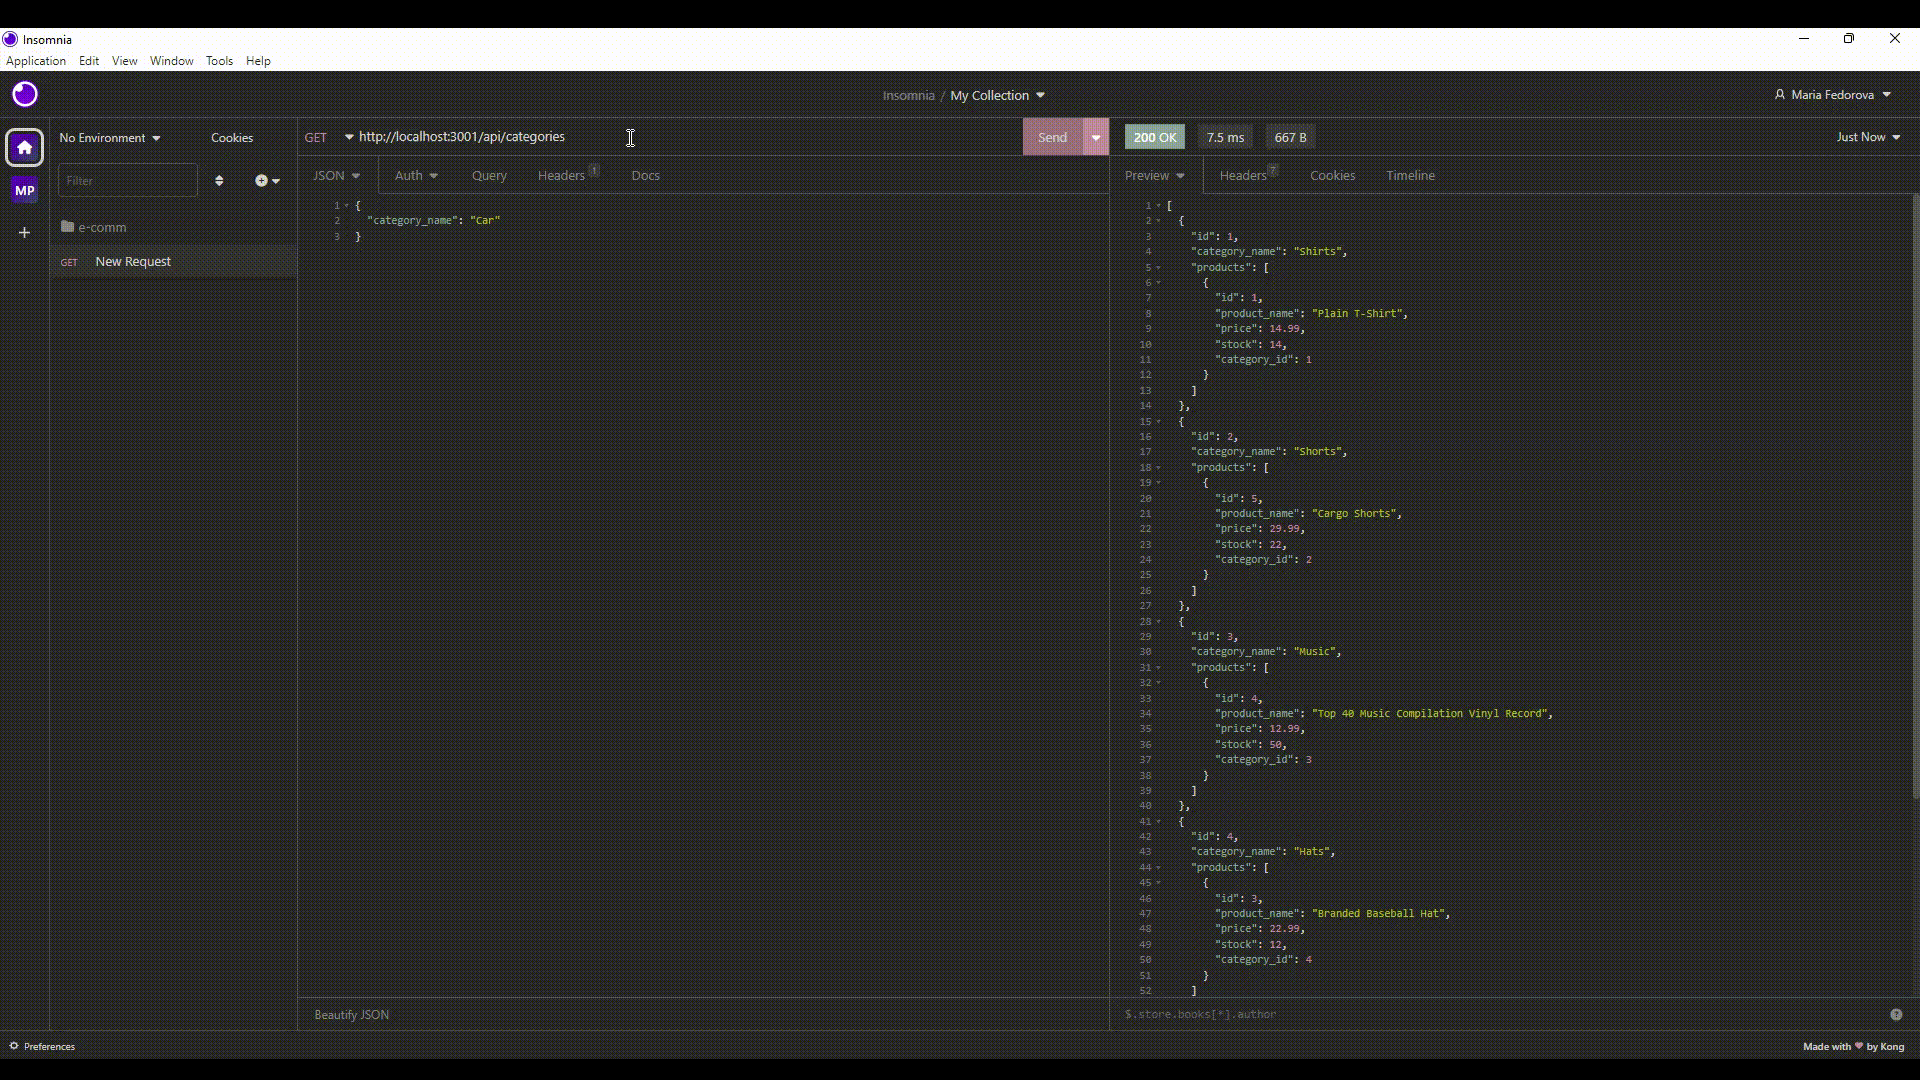 Insomnia
Application Edit View Window Tools Help
Insomnia / My Collection
Maria Fedorova
No Environment
Cookies
GET http://localhost:3001/api/categories
Send
200 OK 7.5 ms 667 B
Just Now
Filter
MP
e-comm
GET New Request
JSON Auth Query Headers 1 Docs
1 {
2 "category_name": "Car"
3 }
Beautify JSON
Preview Headers 7 Cookies Timeline
1 [
2 {
3 "id": 1,
4 "category_name": "Shirts",
5 "products": [
6 {
7 "id": 1,
8 "product_name": "Plain T-Shirt",
9 "price": 14.99,
10 "stock": 14,
11 "category_id": 1
12 }
13 ]
14 },
15 {
16 "id": 2,
17 "category_name": "Shorts",
18 "products": [
19 {
20 "id": 5,
21 "product_name": "Cargo Shorts",
22 "price": 29.99,
23 "stock": 22,
24 "category_id": 2
25 }
26 ]
27 },
28 {
29 "id": 3,
30 "category_name": "Music",
31 "products": [
32 {
33 "id": 4,
34 "product_name": "Top 40 Music Compilation Vinyl Record",
35 "price": 12.99,
36 "stock": 50,
37 "category_id": 3
38 }
39 ]
40 },
41 {
42 "id": 4,
43 "category_name": "Hats",
44 "products": [
45 {
46 "id": 3,
47 "product_name": "Branded Baseball Hat",
48 "price": 22.99,
49 "stock": 12,
50 "category_id": 4
51 }
52 ]
$.store.books[*].author
Preferences
Made with ❤ by Kong